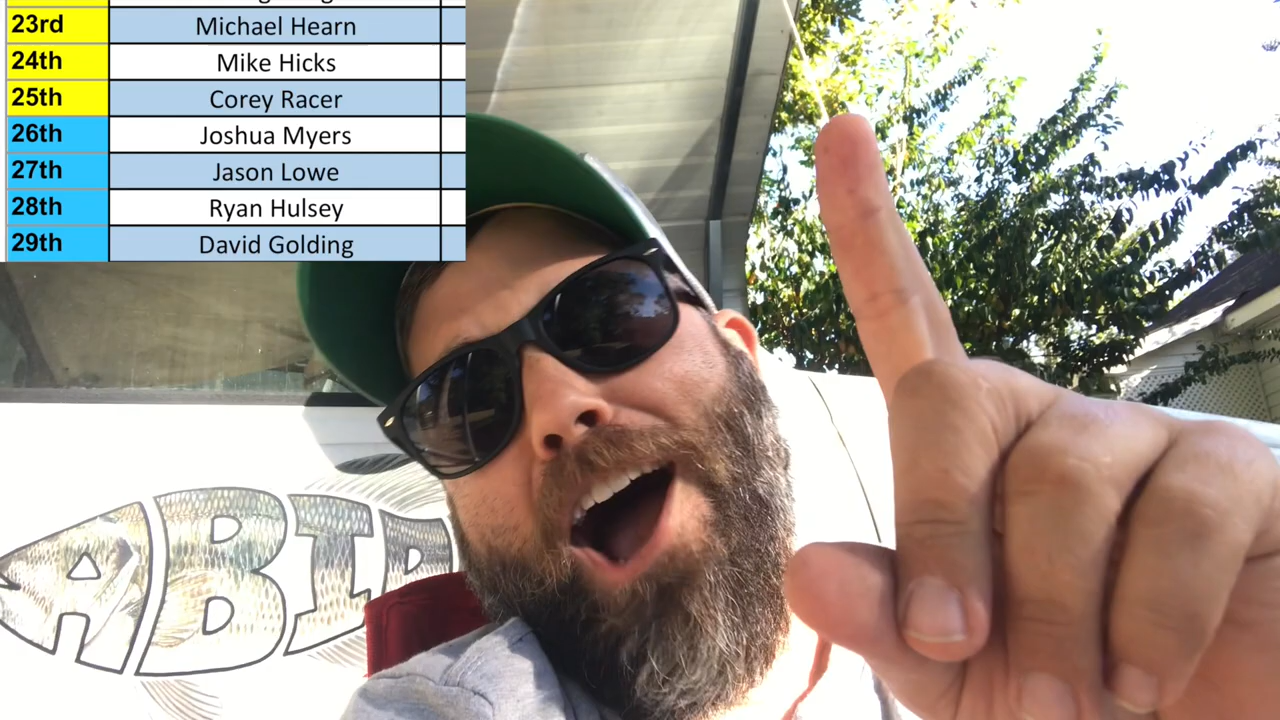 23rd Michael Hearn
24th Mike Hicks
25th Corey Racer
26th Joshua Myers
27th Jason Lowe
28th Ryan Hulsey
29th David Golding
ABID